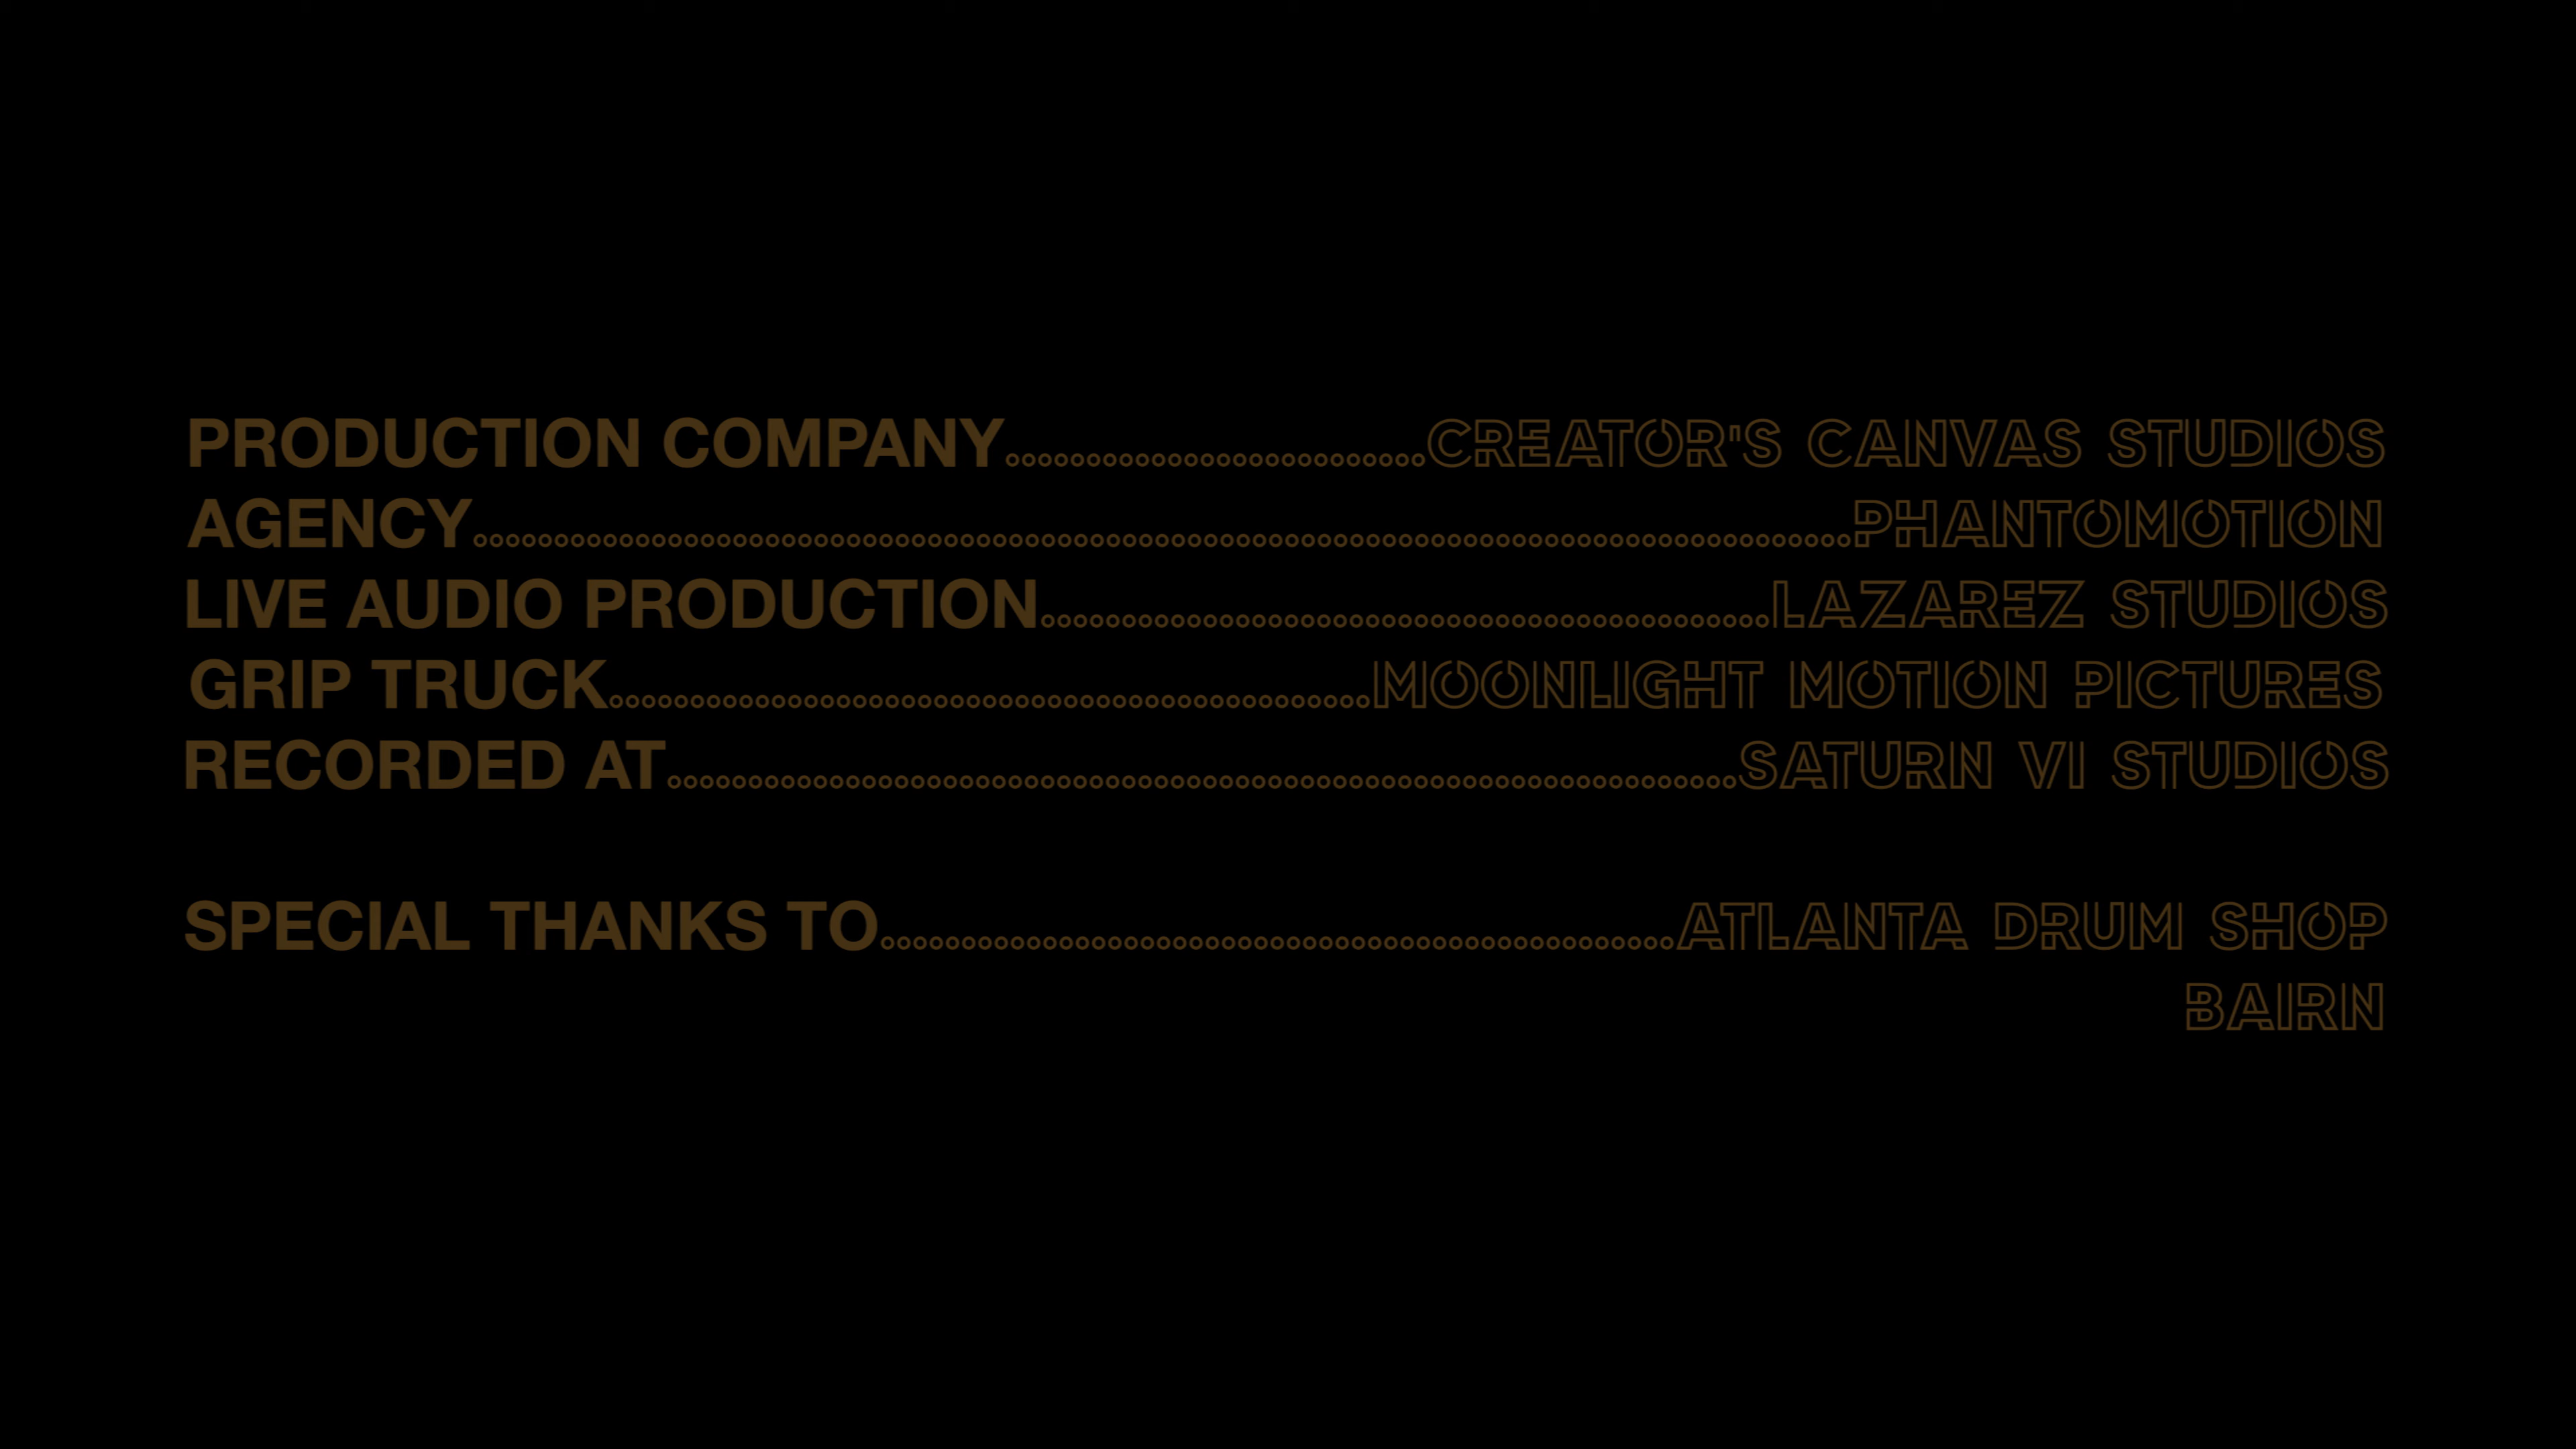 PRODUCTION COMPANY..........................CREATOR'S CANVAS STUDIOS
AGENCY.....................................................................................PHANTOMOTION
LIVE AUDIO PRODUCTION.............................................LAZAREZ STUDIOS
GRIP TRUCK...............................................MOONLIGHT MOTION PICTURES
RECORDED AT..................................................................SATURN VI STUDIOS
SPECIAL THANKS TO.................................................ATLANTA DRUM SHOP
BAIRN